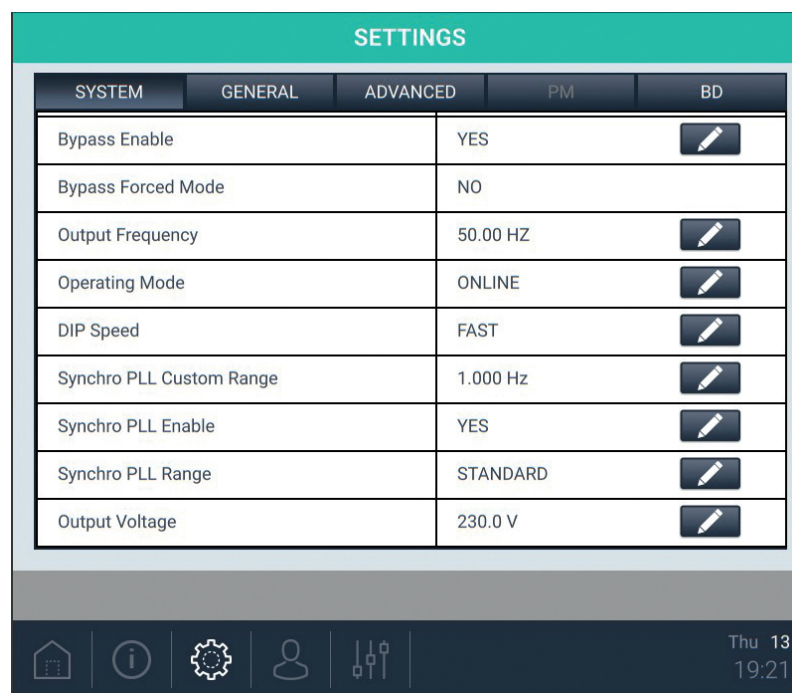 SETTINGS
SYSTEM GENERAL ADVANCED PM BD
Bypass Enable YES
Bypass Forced Mode NO
Output Frequency 50.00 HZ
Operating Mode ONLINE
DIP Speed FAST
Synchro PLL Custom Range 1.000 Hz
Synchro PLL Enable YES
Synchro PLL Range STANDARD
Output Voltage 230.0 V
Thu 13
19:21